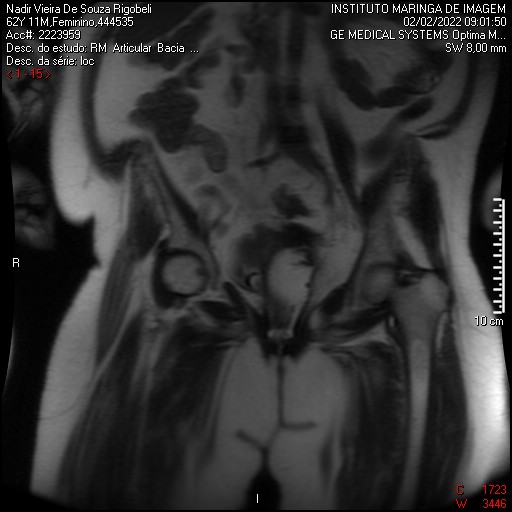 Nadir Vieira De Souza Rigobeli
62Y 11M,Feminino,444535
Acc#: 2223959
Desc. do estudo: RM Articular Bacia ...
Desc. da série: loc
< 1 - 15 >
INSTITUTO MARINGA DE IMAGEM
02/02/2022 09:01:50
GE MEDICAL SYSTEMS Optima M...
SW 8,00 mm
R
10 cm
I
C 1723
W 3446